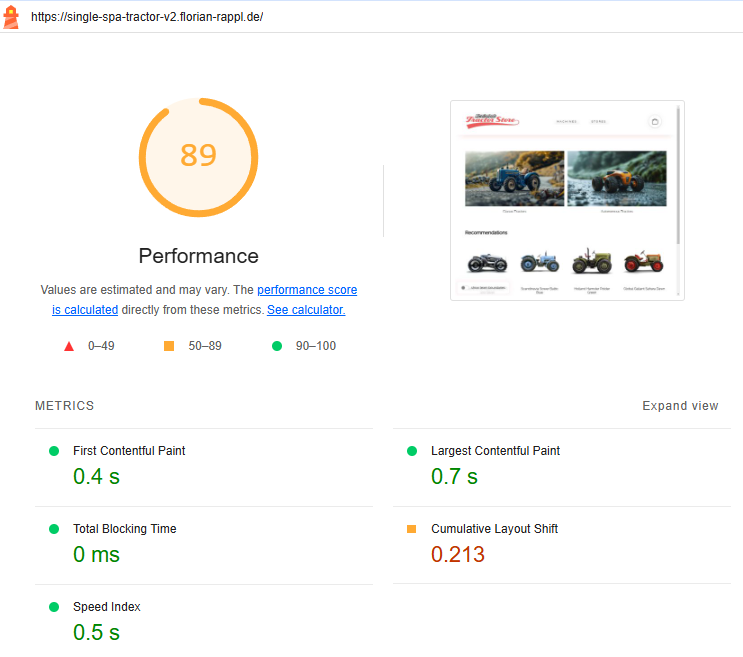 https://single-spa-tractor-v2.florian-rappl.de/
89
Performance
Values are estimated and may vary. The performance score
is calculated directly from these metrics. See calculator.
0–49
50–89
90–100
Tractor Store
Recommendations
METRICS
Expand view
First Contentful Paint
0.4 s
Largest Contentful Paint
0.7 s
Total Blocking Time
0 ms
Cumulative Layout Shift
0.213
Speed Index
0.5 s